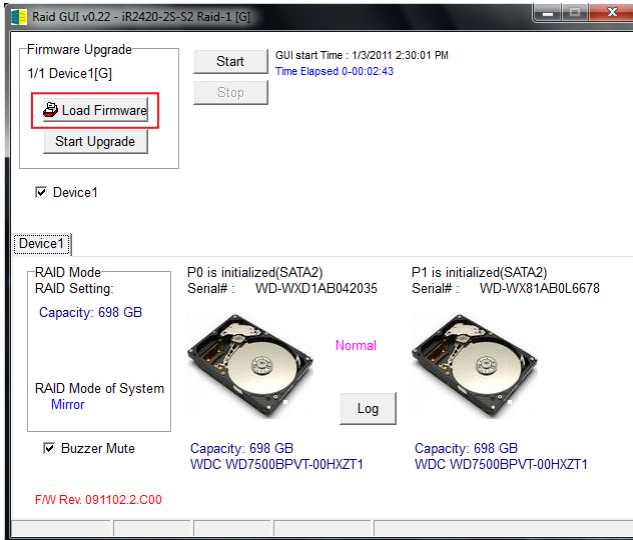 Raid GUI v0.22 - iR2420-2S-S2 Raid-1 [G]
Firmware Upgrade
1/1 Device1[G]
Load Firmware
Start Upgrade
Start
Stop
GUI start Time : 1/3/2011 2:30:01 PM
Time Elapsed 0-00:02:43
Device1
Device1
RAID Mode
RAID Setting:
Capacity: 698 GB
RAID Mode of System
Mirror
Buzzer Mute
F/W Rev. 091102.2.C00
P0 is initialized(SATA2)
Serial# : WD-WXD1AB042035
Normal
Log
Capacity: 698 GB
WDC WD7500BPVT-00HXZT1
P1 is initialized(SATA2)
Serial# : WD-WX81AB0L6678
Capacity: 698 GB
WDC WD7500BPVT-00HXZT1